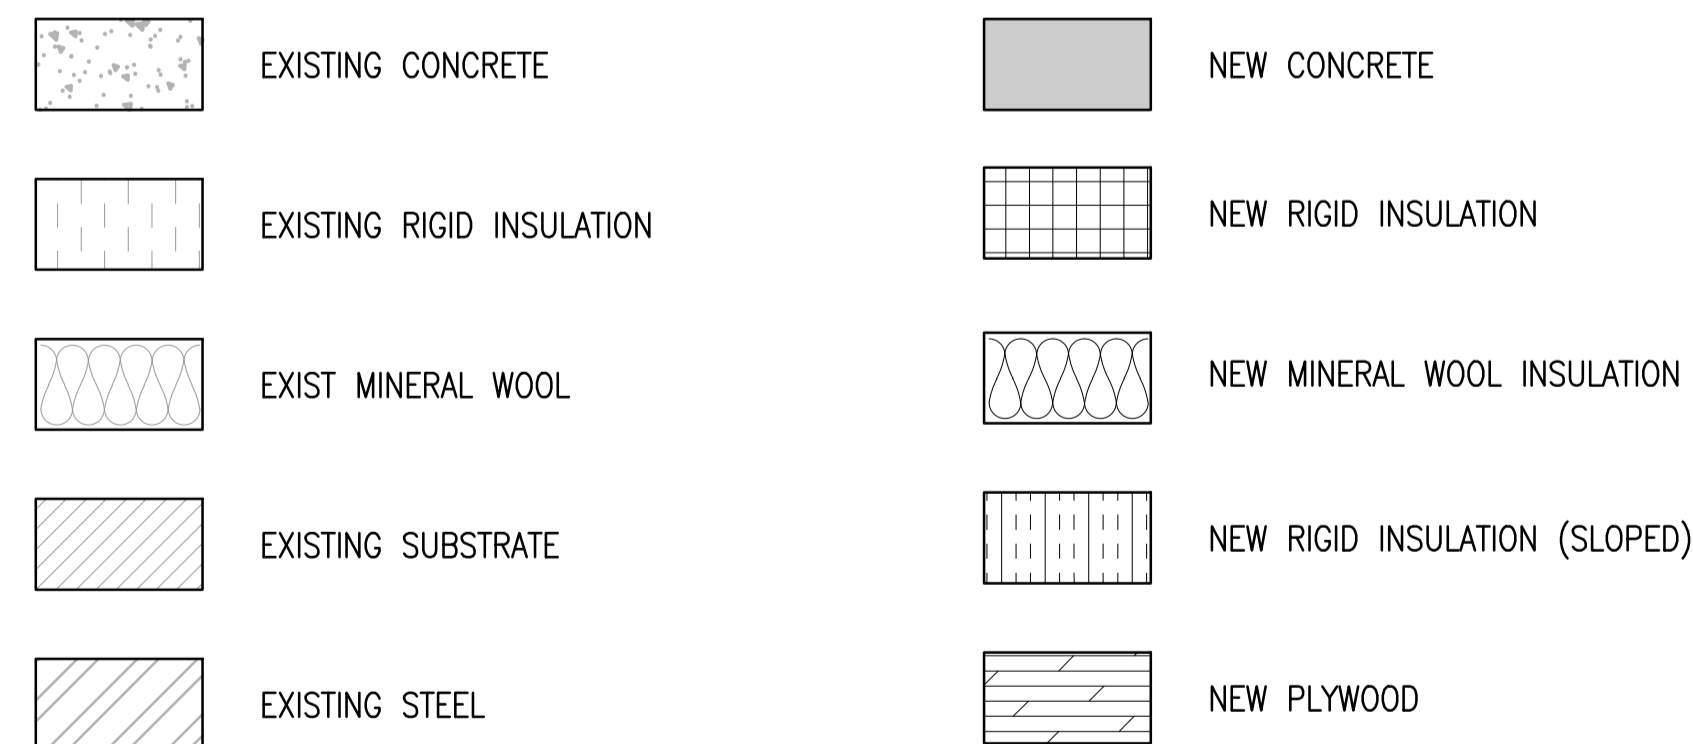 EXISTING CONCRETE
EXISTING RIGID INSULATION
EXIST MINERAL WOOL
EXISTING SUBSTRATE
EXISTING STEEL
NEW CONCRETE
NEW RIGID INSULATION
NEW MINERAL WOOL INSULATION
NEW RIGID INSULATION (SLOPED)
NEW PLYWOOD